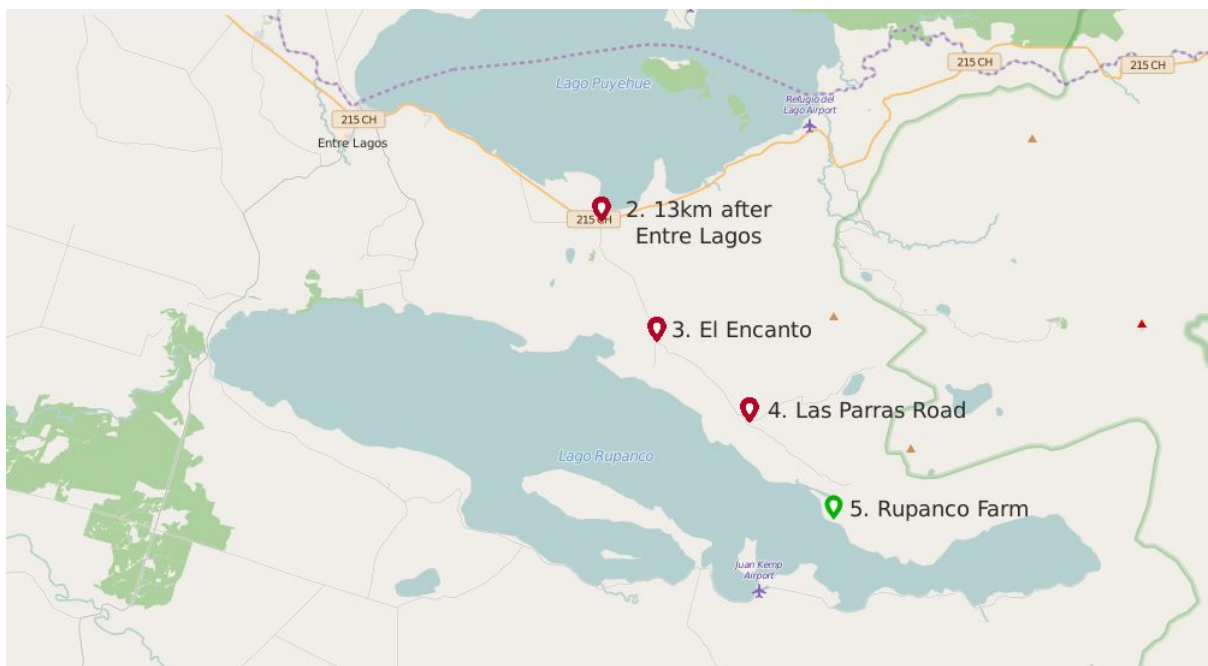 215 CH
215 CH
Lago Puyehue
Refugio del
Lago Airport
215 CH
Entre Lagos
215 CH
2. 13km after
Entre Lagos
3. El Encanto
4. Las Parras Road
Lago Rupanco
5. Rupanco Farm
Juan Kemp
Airport